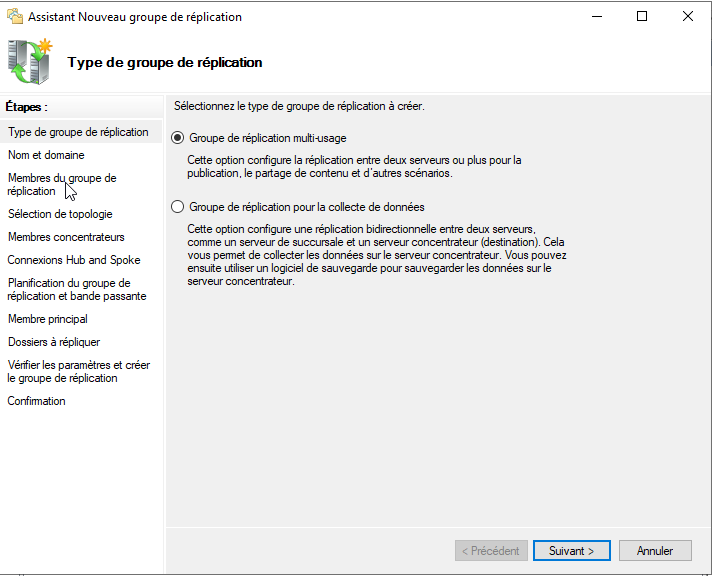 Assistant Nouveau groupe de réplication
Type de groupe de réplication
Étapes :
Type de groupe de réplication
Nom et domaine
Membres du groupe de
réplication
Sélection de topologie
Membres concentrateurs
Connexions Hub and Spoke
Planification du groupe de
réplication et bande passante
Membre principal
Dossiers à répliquer
Vérifier les paramètres et créer
le groupe de réplication
Confirmation
Sélectionnez le type de groupe de réplication à créer.
Groupe de réplication multi-usage
Cette option configure la réplication entre deux serveurs ou plus pour la
publication, le partage de contenu et d'autres scénarios.
Groupe de réplication pour la collecte de données
Cette option configure une réplication bidirectionnelle entre deux serveurs,
comme un serveur de succursale et un serveur concentrateur (destination). Cela
vous permet de collecter les données sur le serveur concentrateur. Vous pouvez
ensuite utiliser un logiciel de sauvegarde pour sauvegarder les données sur le
serveur concentrateur.
< Précédent
Suivant >
Annuler